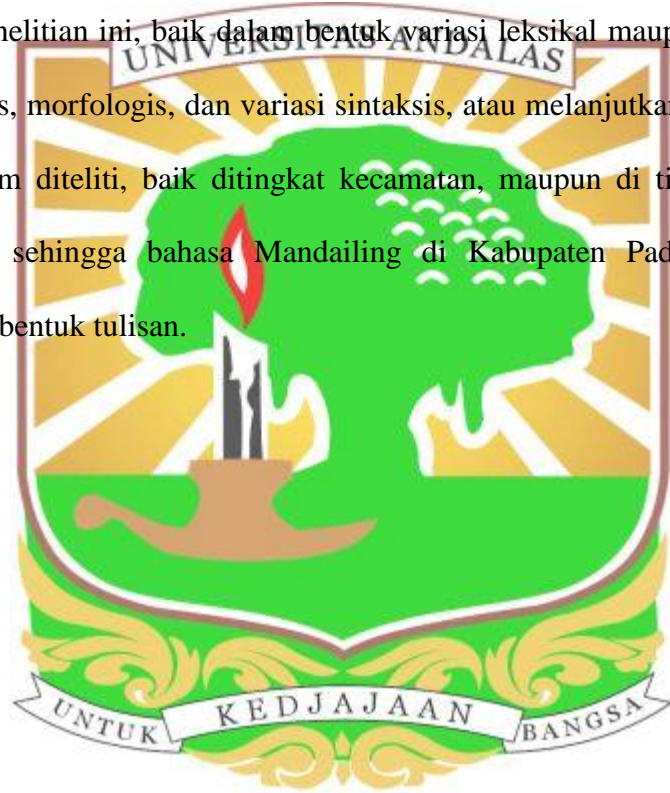 nelitian ini, baik dalam bentuk variasi leksikal maup
UNIVERSITAS ANDALAS
s, morfologis, dan variasi sintaksis, atau melanjutkan
m diteliti, baik ditingkat kecamatan, maupun di ti
sehingga bahasa Mandailing di Kabupaten Pad
bentuk tulisan.
UNTUK KEDJAJAAN BANGSA